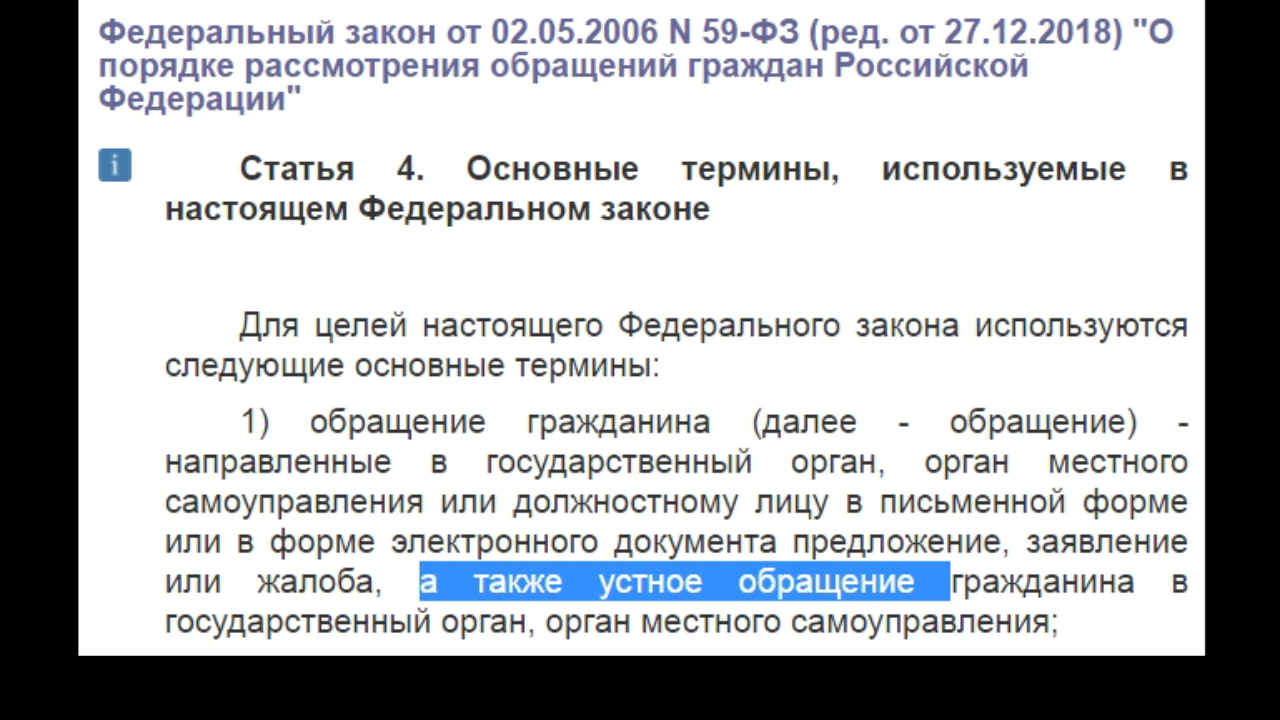 Федеральный закон от 02.05.2006 N 59-ФЗ (ред. от 27.12.2018) "О
порядке рассмотрения обращений граждан Российской
Федерации"
i
Статья 4. Основные термины, используемые в
настоящем Федеральном законе
Для целей настоящего Федерального закона используются
следующие основные термины:
1) обращение гражданина (далее - обращение) -
направленные в государственный орган, орган местного
самоуправления или должностному лицу в письменной форме
или в форме электронного документа предложение, заявление
или жалоба, а также устное обращение гражданина в
государственный орган, орган местного самоуправления;